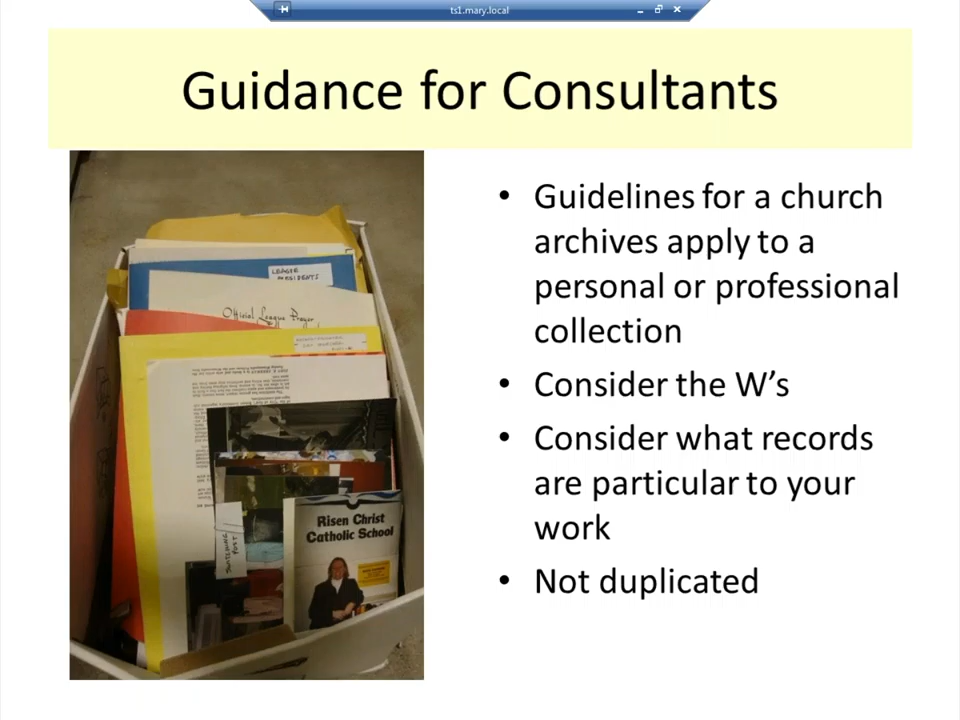 ts1.mary.local
Guidance for Consultants
LEAGUE
PRESIDENTS
Official League Prayer
Risen Christ
Catholic School
• Guidelines for a church
archives apply to a
personal or professional
collection
• Consider the W’s
• Consider what records
are particular to your
work
• Not duplicated